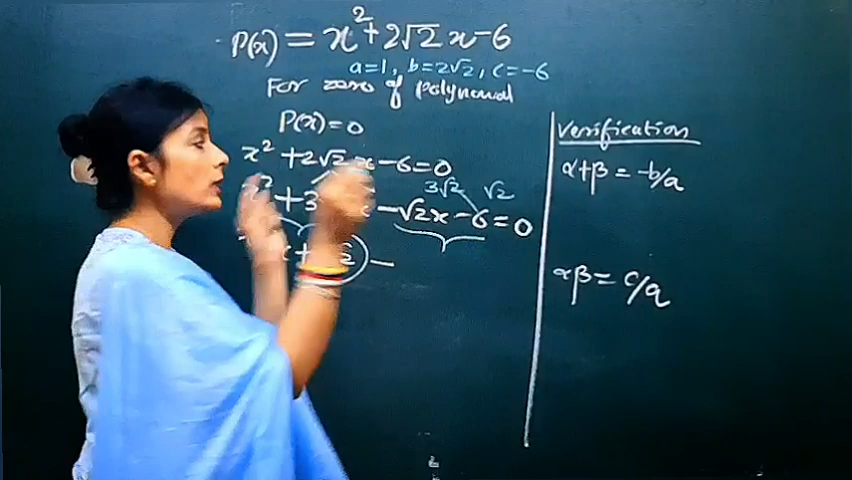 P(x) = x² + 2√2 x - 6
a=1, b=2√2, c=-6
For zero of polynomial
P(x) = 0
x² + 2√2 x - 6 = 0
3√2 √2
x² + 3 x - √2x - 6 = 0
x + √2) -
Verification
α+β = -b/a
αβ = c/a